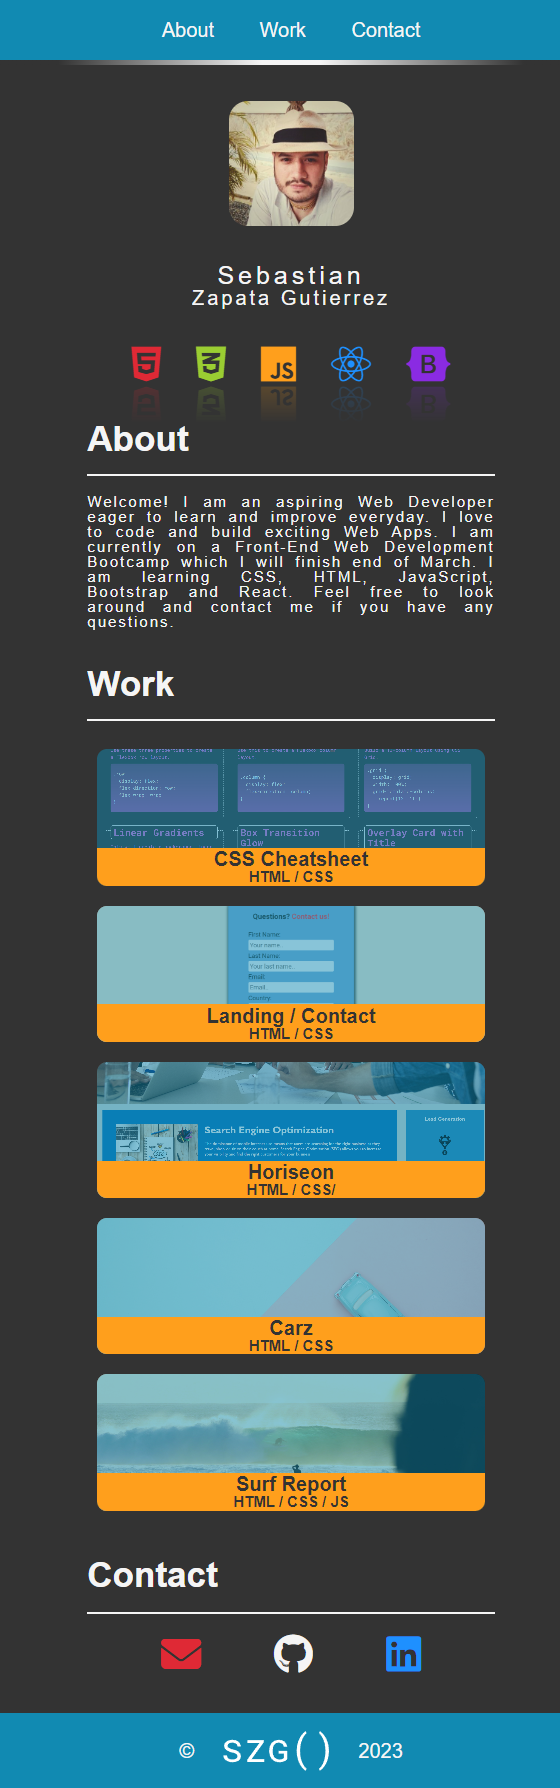 About Work Contact
Sebastian
Zapata Gutierrez
5 3 JS B
About
Welcome! I am an aspiring Web Developer
eager to learn and improve everyday. I love
to code and build exciting Web Apps. I am
currently on a Front-End Web Development
Bootcamp which I will finish end of March. I
am learning CSS, HTML, JavaScript,
Bootstrap and React. Feel free to look
around and contact me if you have any
questions.
Work
Linear Gradients Box Transition Overlay Card with
Glow Title
CSS Cheatsheet
HTML / CSS
Questions? Contact us!
First Name:
Your name..
Last Name:
Your last name..
Email:
Email..
Country
Landing / Contact
HTML / CSS
Search Engine Optimization
Lead Generation
Horiseon
HTML / CSS/
Carz
HTML / CSS
Surf Report
HTML / CSS / JS
Contact
in
© SZG() 2023